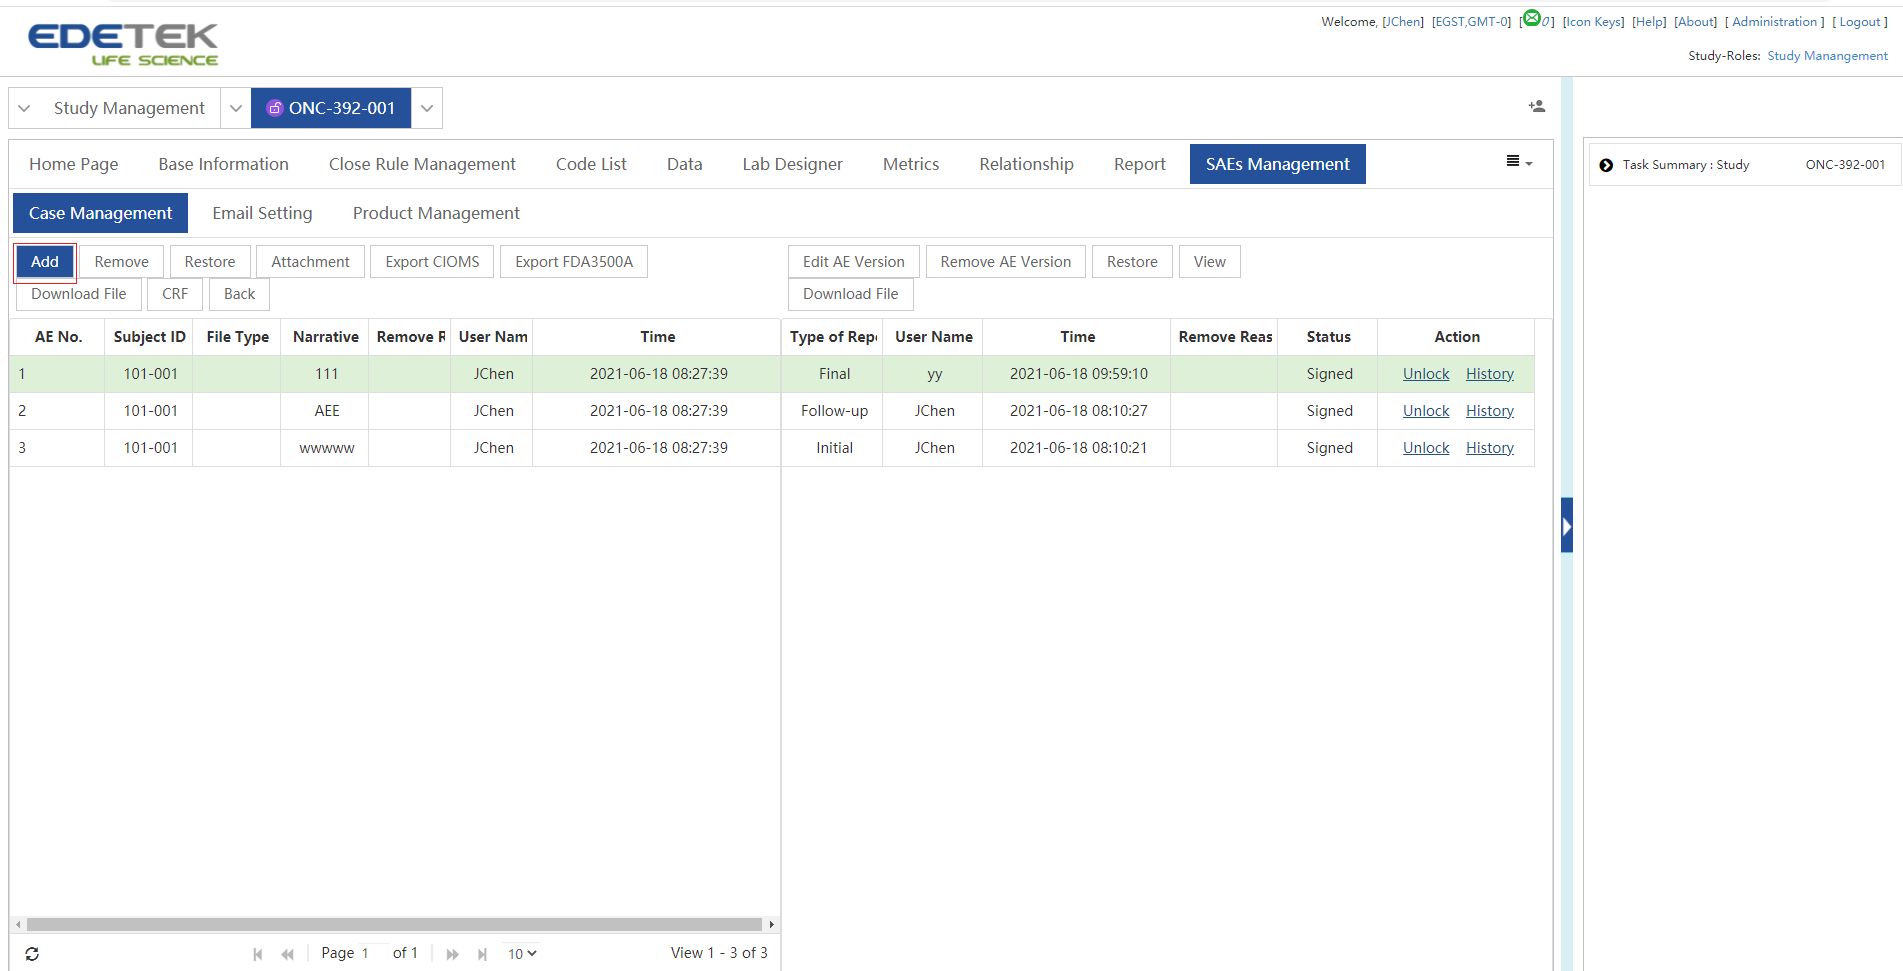 Welcome, [JChen] [EGST,GMT-0] [0] [Icon Keys] [Help] [About] [ Administration ] [ Logout ]
EDETEK
LIFE SCIENCE
Study-Roles: Study Manangement
Study Management ONC-392-001
Home Page Base Information Close Rule Management Code List Data Lab Designer Metrics Relationship Report SAEs Management
Task Summary : Study ONC-392-001
Case Management Email Setting Product Management
Add Remove Restore Attachment Export CIOMS Export FDA3500A
Download File CRF Back
Edit AE Version Remove AE Version Restore View
Download File
AE No. Subject ID File Type Narrative Remove R User Nam Time
1 101-001 111 JChen 2021-06-18 08:27:39
2 101-001 AEE JChen 2021-06-18 08:27:39
3 101-001 wwwww JChen 2021-06-18 08:27:39
Type of Rep User Name Time Remove Reas Status Action
Final yy 2021-06-18 09:59:10 Signed Unlock History
Follow-up JChen 2021-06-18 08:10:27 Signed Unlock History
Initial JChen 2021-06-18 08:10:21 Signed Unlock History
Page 1 of 1 10 View 1 - 3 of 3